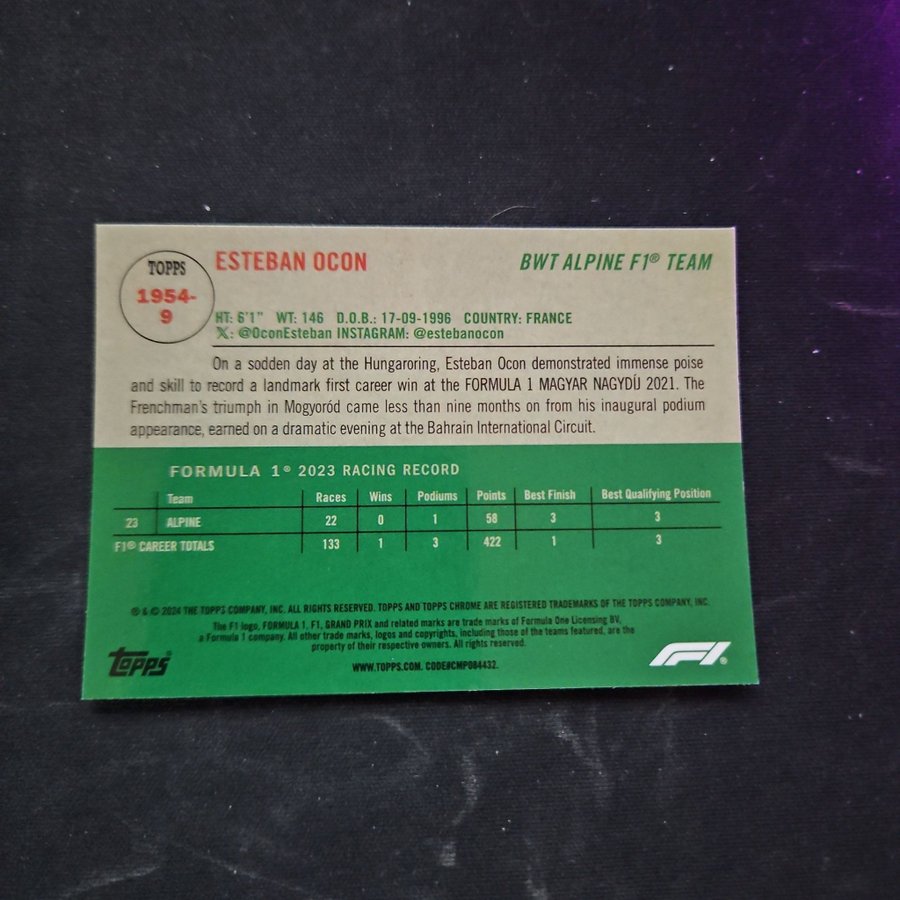 TOPPS
1954-
9
ESTEBAN OCON
BWT ALPINE F1® TEAM
HT: 6'1" WT: 146 D.O.B.: 17-09-1996 COUNTRY: FRANCE
𝕏: @OconEsteban INSTAGRAM: @estebanocon
On a sodden day at the Hungaroring, Esteban Ocon demonstrated immense poise
and skill to record a landmark first career win at the FORMULA 1 MAGYAR NAGYDÍJ 2021. The
Frenchman's triumph in Mogyoród came less than nine months on from his inaugural podium
appearance, earned on a dramatic evening at the Bahrain International Circuit.
FORMULA 1® 2023 RACING RECORD
Team Races Wins Podiums Points Best Finish Best Qualifying Position
23 ALPINE 22 0 1 58 3 3
F1® CAREER TOTALS 133 1 3 422 1 3
® & © 2024 THE TOPPS COMPANY, INC. ALL RIGHTS RESERVED. TOPPS AND TOPPS CHROME ARE REGISTERED TRADEMARKS OF THE TOPPS COMPANY, INC.
The F1 logo, FORMULA 1, F1, GRAND PRIX and related marks are trade marks of Formula One Licensing BV,
a Formula 1 company. All other trade marks, logos and copyrights, including those of the teams featured, are the
property of their respective owners. All rights reserved.
WWW.TOPPS.COM. CODE#CMP084432.
topps®
F1®